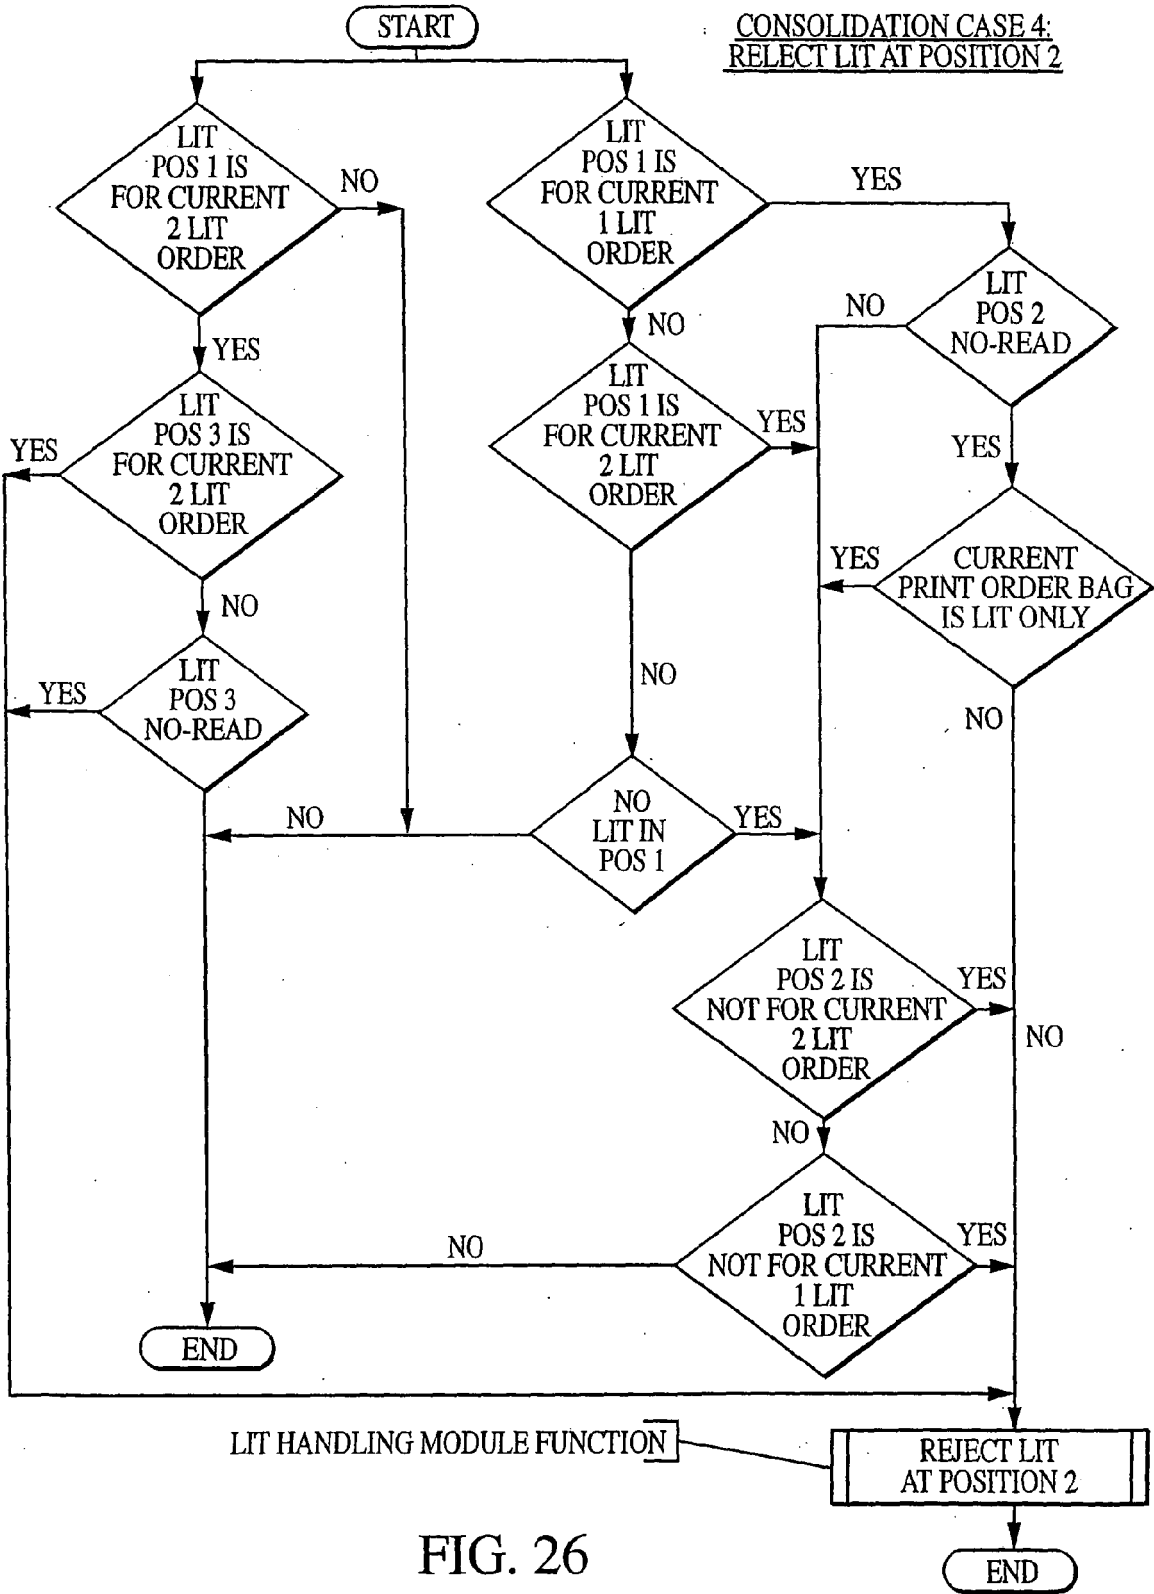 START
CONSOLIDATION CASE 4:
RELECT LIT AT POSITION 2
LIT
POS 1 IS
FOR CURRENT
2 LIT
ORDER
NO
YES
LIT
POS 1 IS
FOR CURRENT
1 LIT
ORDER
YES
NO
LIT
POS 2
NO-READ
NO
YES
LIT
POS 3 IS
FOR CURRENT
2 LIT
ORDER
YES
NO
LIT
POS 1 IS
FOR CURRENT
2 LIT
ORDER
YES
NO
CURRENT
PRINT ORDER BAG
IS LIT ONLY
YES
NO
LIT
POS 3
NO-READ
YES
NO
NO
LIT IN
POS 1
YES
LIT
POS 2 IS
NOT FOR CURRENT
2 LIT
ORDER
YES
NO
NO
LIT
POS 2 IS
NOT FOR CURRENT
1 LIT
ORDER
YES
NO
END
LIT HANDLING MODULE FUNCTION
REJECT LIT
AT POSITION 2
END
FIG. 26